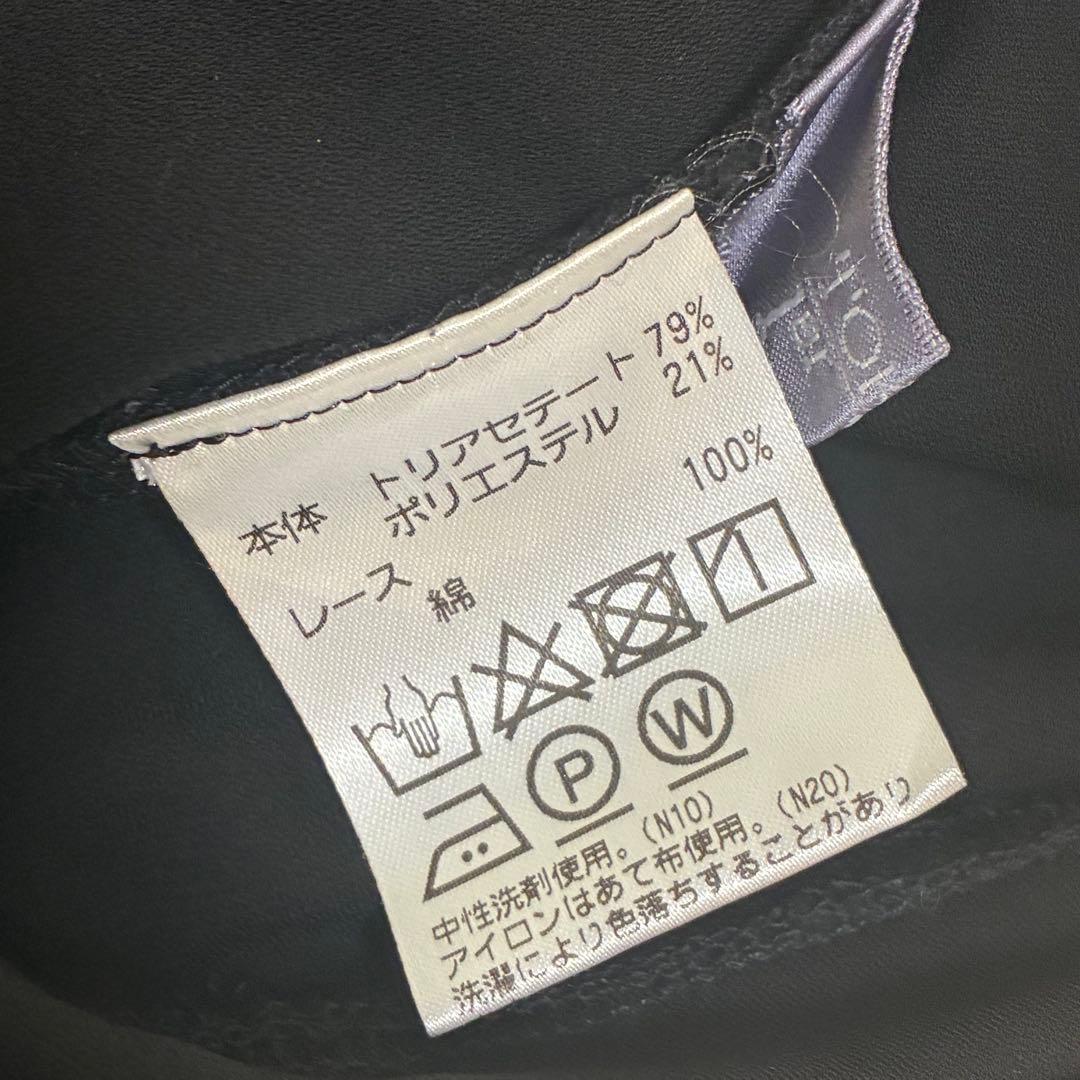 本体 トリアセテート 79%
ポリエステル 21%
レース 綿 100%
P W
中性洗剤使用。(N10)
アイロンはあて布使用。(N20)
洗濯により色落ちすることがあり